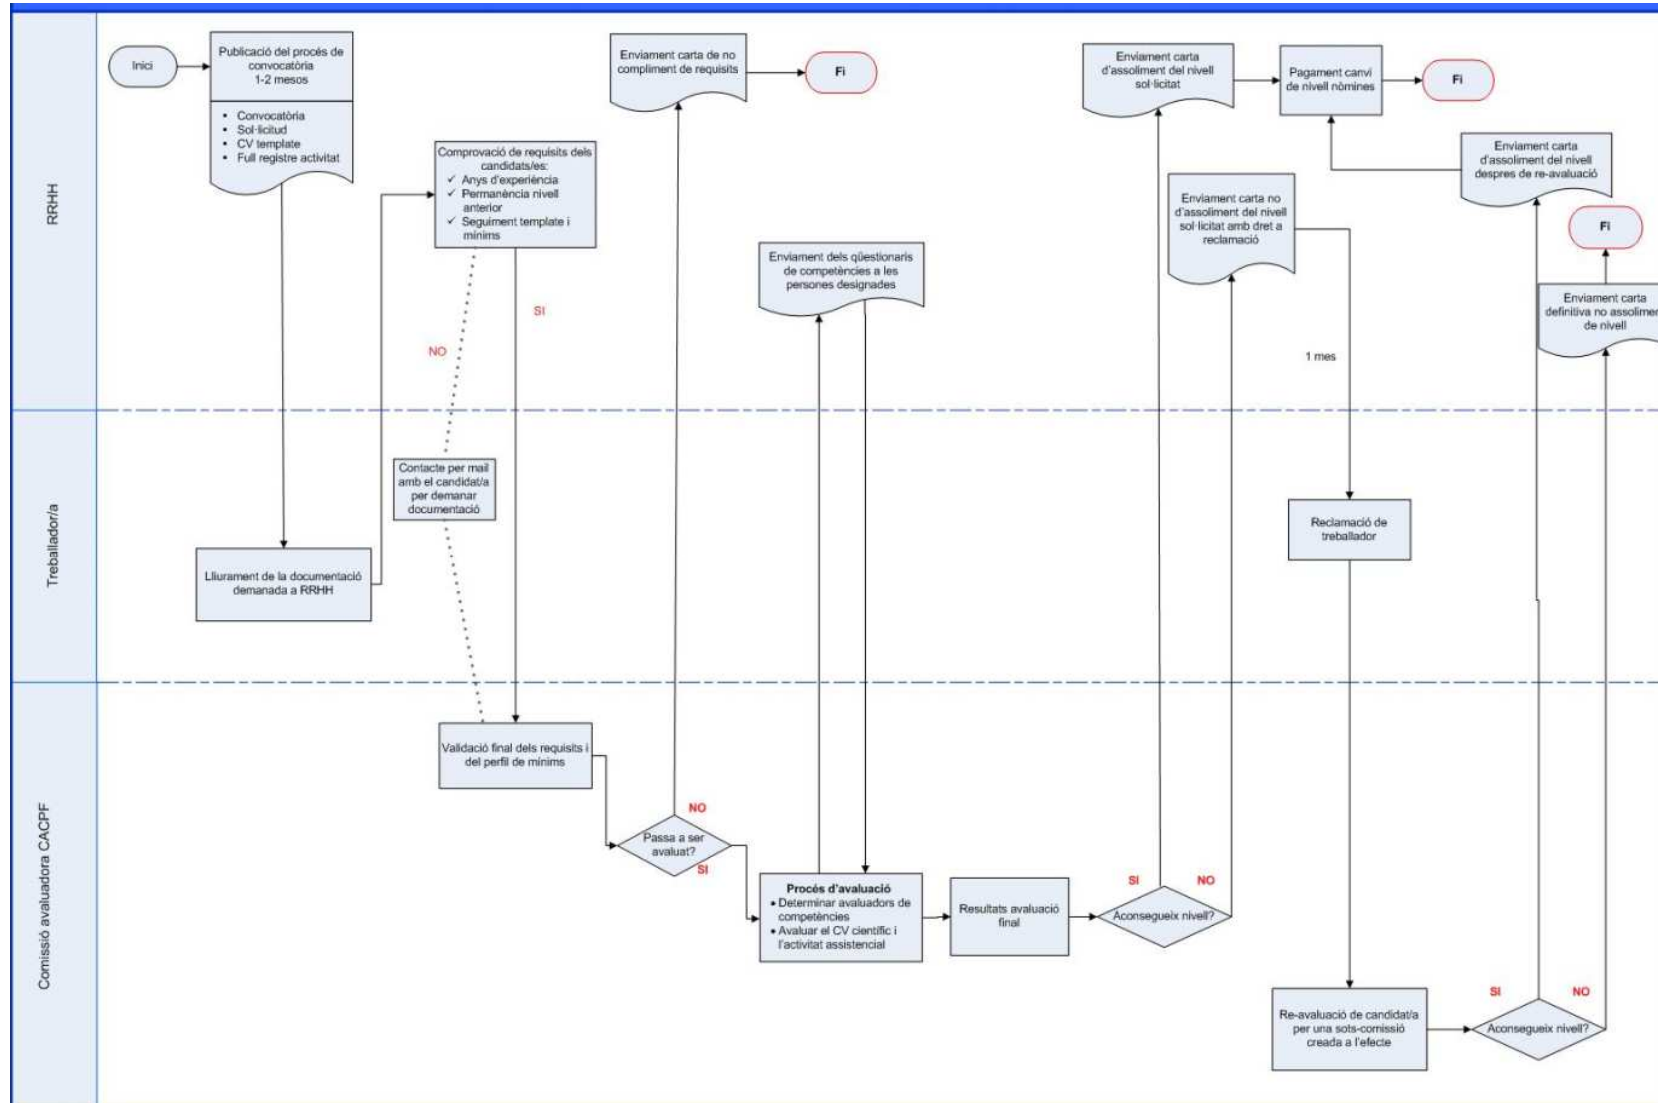 RRHH
Inici
Publicació del procés de
convocatòria
1-2 mesos
▪ Convocatòria
▪ Sol·licitud
▪ CV template
▪ Full registre activitat
Comprovació de requisits dels
candidats/es:
✓ Anys d'experiència
✓ Permanència nivell
anterior
✓ Seguiment template i
mínims
NO
SI
Enviament carta de no
compliment de requisits
Fi
Enviament dels qüestionaris
de competències a les
persones designades
Enviament carta
d'assoliment del nivell
sol·licitat
Pagament canvi
de nivell nòmines
Fi
Enviament carta no
d'assoliment del nivell
sol·licitat amb dret a
reclamació
1 mes
Enviament carta
d'assoliment del nivell
despres de re-avaluació
Fi
Enviament carta
definitiva no assoliment
de nivell
Treballador/a
Lliurament de la documentació
demanada a RRHH
Contacte per mail
amb el candidat/a
per demanar
documentació
Reclamació de
treballador
Comissió avaluadora CACPF
Validació final dels requisits i
del perfil de mínims
Passa a ser
avaluat?
NO
SI
Procés d'avaluació
• Determinar avaluadors de
competències
• Avaluar el CV científic i
l'activitat assistencial
Resultats avaluació
final
Aconsegueix nivell?
SI
NO
Re-avaluació de candidat/a
per una sots-comissió
creada a l'efecte
Aconsegueix nivell?
SI
NO